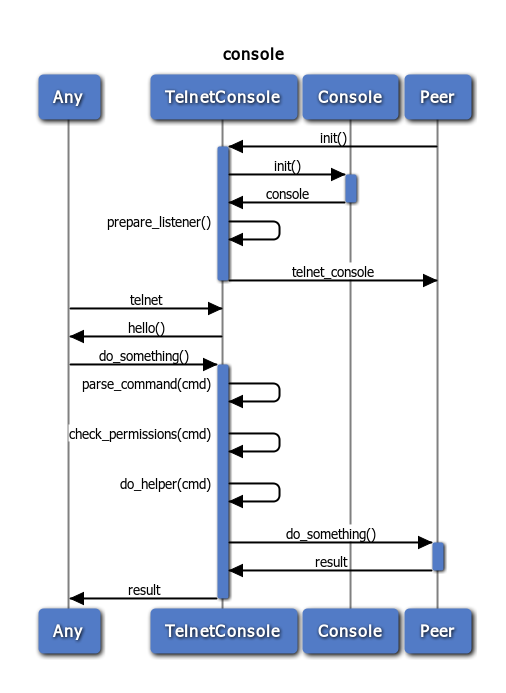 console
Any TelnetConsole Console Peer
init()
init()
console
prepare_listener()
telnet_console
telnet
hello()
do_something()
parse_command(cmd)
check_permissions(cmd)
do_helper(cmd)
do_something()
result
result
Any TelnetConsole Console Peer